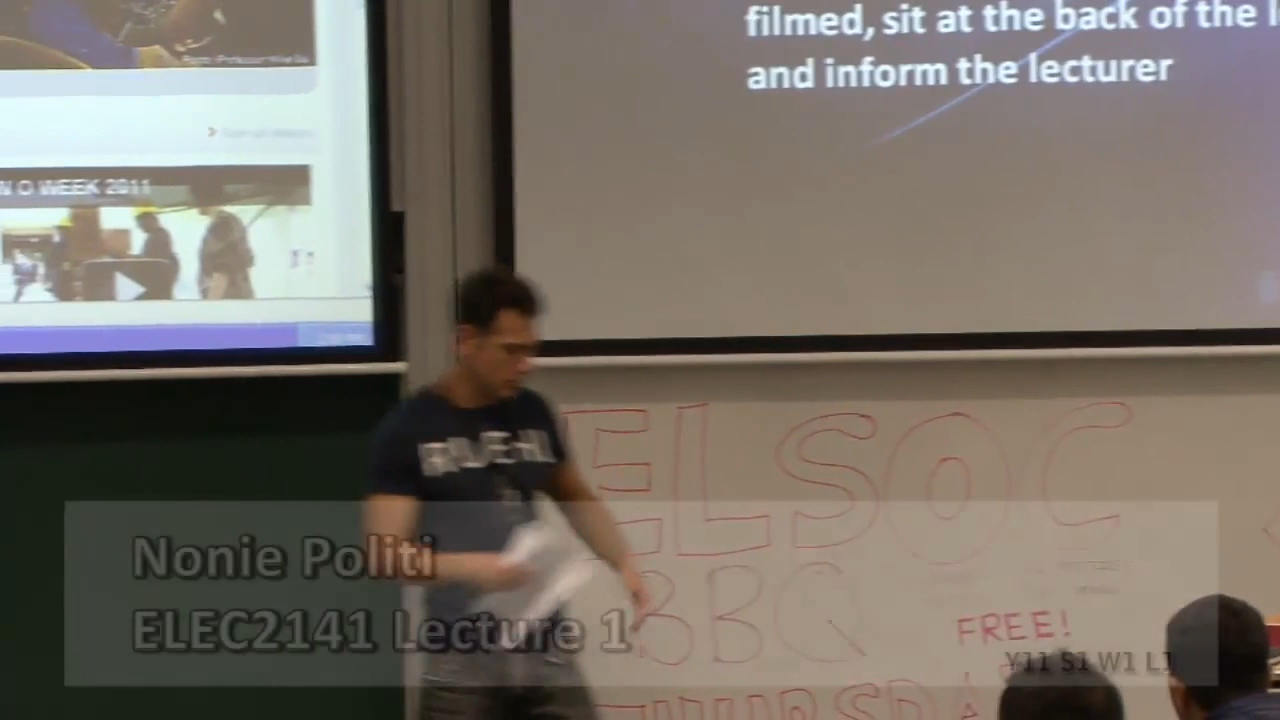 filmed, sit at the back of the
and inform the lecturer
N O WEEK 2011
ELSOC
BBQ
FREE!
Nonie Politi
ELEC2141 Lecture 1
Y11 S1 W1 L1